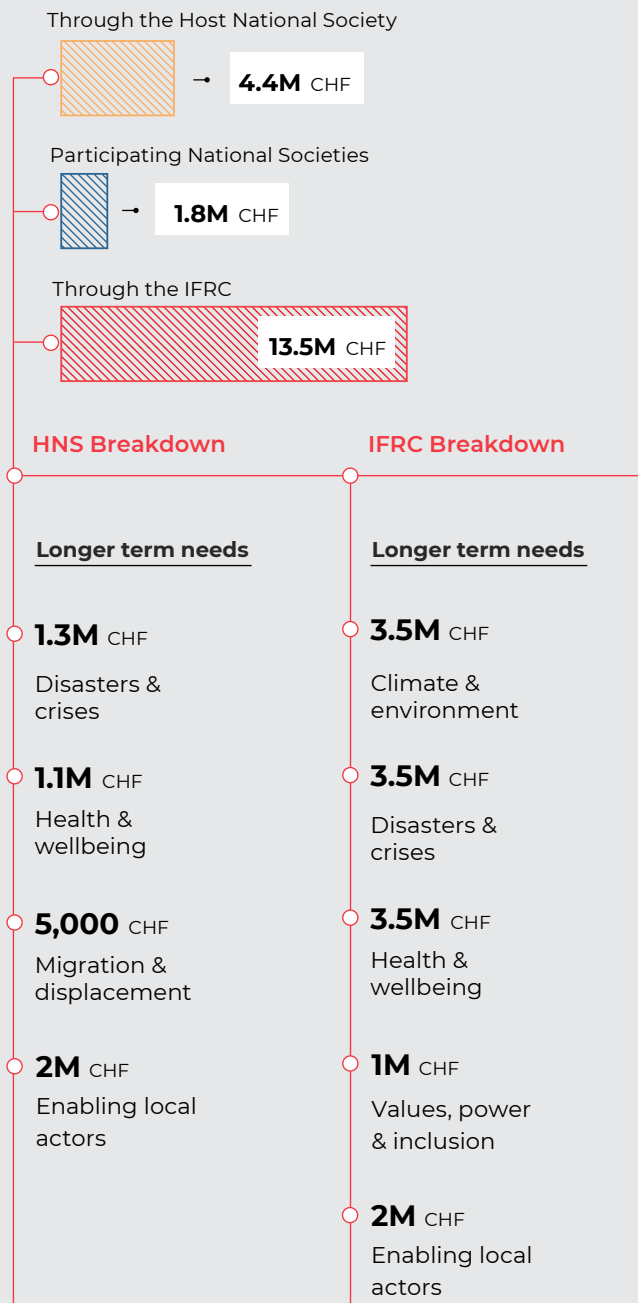 Through the Host National Society
4.4M CHF
Participating National Societies
1.8M CHF
Through the IFRC
13.5M CHF
HNS Breakdown
Longer term needs
1.3M CHF
Disasters &
crises
1.1M CHF
Health &
wellbeing
5,000 CHF
Migration &
displacement
2M CHF
Enabling local
actors
IFRC Breakdown
Longer term needs
3.5M CHF
Climate &
environment
3.5M CHF
Disasters &
crises
3.5M CHF
Health &
wellbeing
1M CHF
Values, power
& inclusion
2M CHF
Enabling local
actors